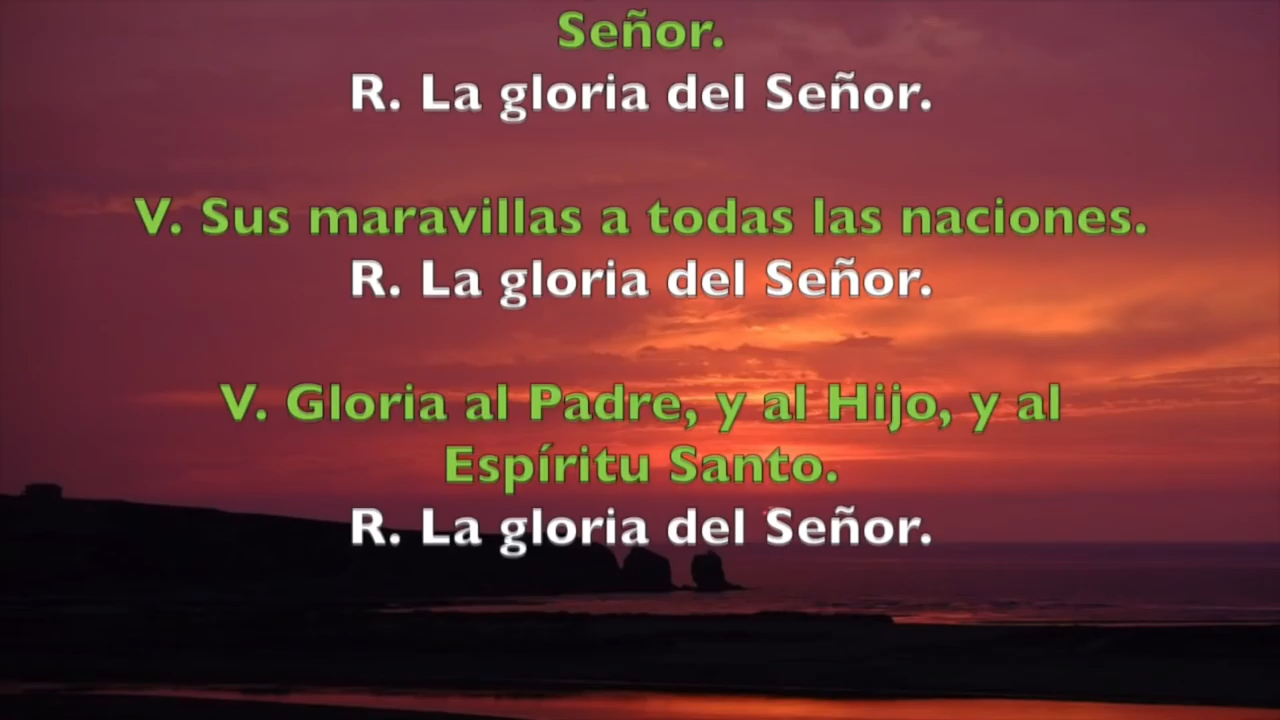 Señor.
R. La gloria del Señor.
V. Sus maravillas a todas las naciones.
R. La gloria del Señor.
V. Gloria al Padre, y al Hijo, y al
Espíritu Santo.
R. La gloria del Señor.